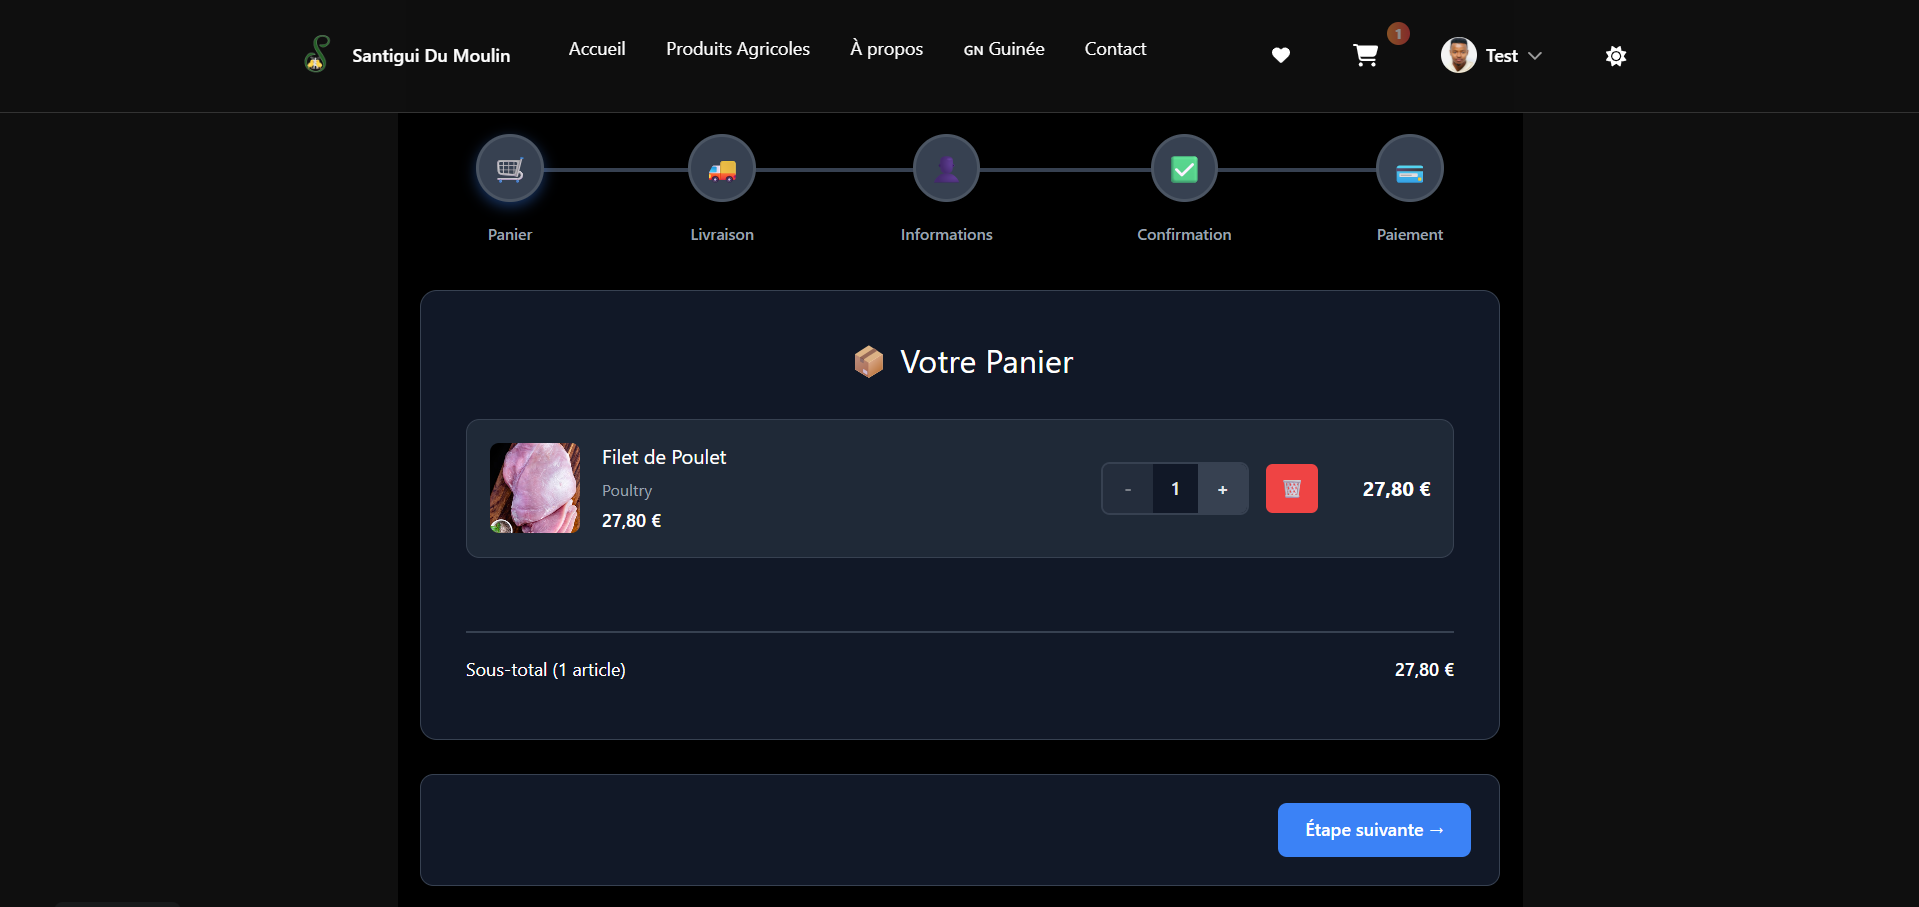 Santigui Du Moulin
Accueil
Produits Agricoles
À propos
GN Guinée
Contact
1
Test
Panier
Livraison
Informations
Confirmation
Paiement
Votre Panier
Filet de Poulet
Poultry
27,80 €
- 1 +
27,80 €
Sous-total (1 article)
27,80 €
Étape suivante →